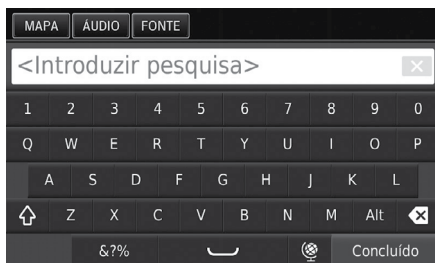 MAPA ÁUDIO FONTE
<Introduzir pesquisa>
1 2 3 4 5 6 7 8 9 0
Q W E R T Y U I O P
A S D F G H J K L
Z X C V B N M Alt
&?% Concluído